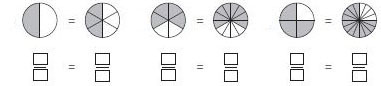 = = =
= = =